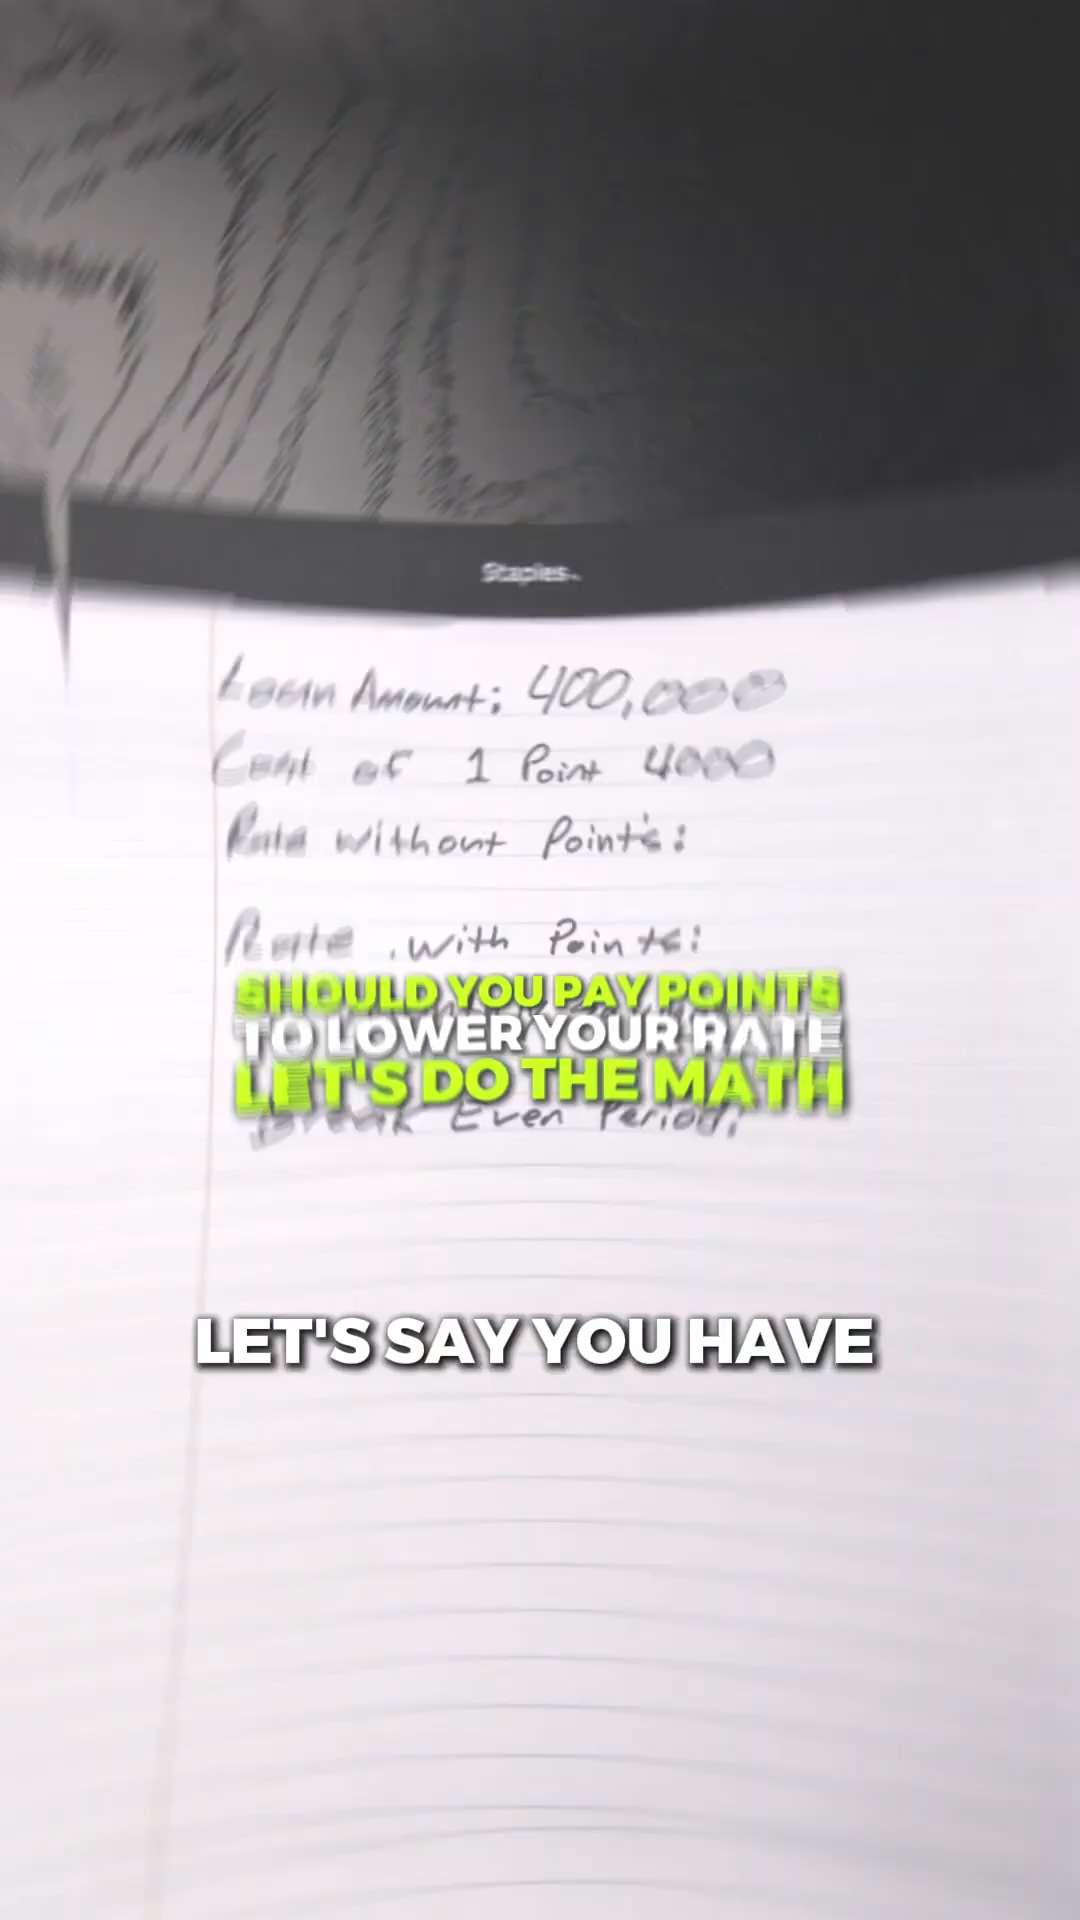 Staples
Loan Amount: 400,000
Cost of 1 Point 4000
Rate Without Points:
Rate With Points:
SHOULD YOU PAY POINTS
TO LOWER YOUR RATE
LET'S DO THE MATH
Break Even Period:
LET'S SAY YOU HAVE